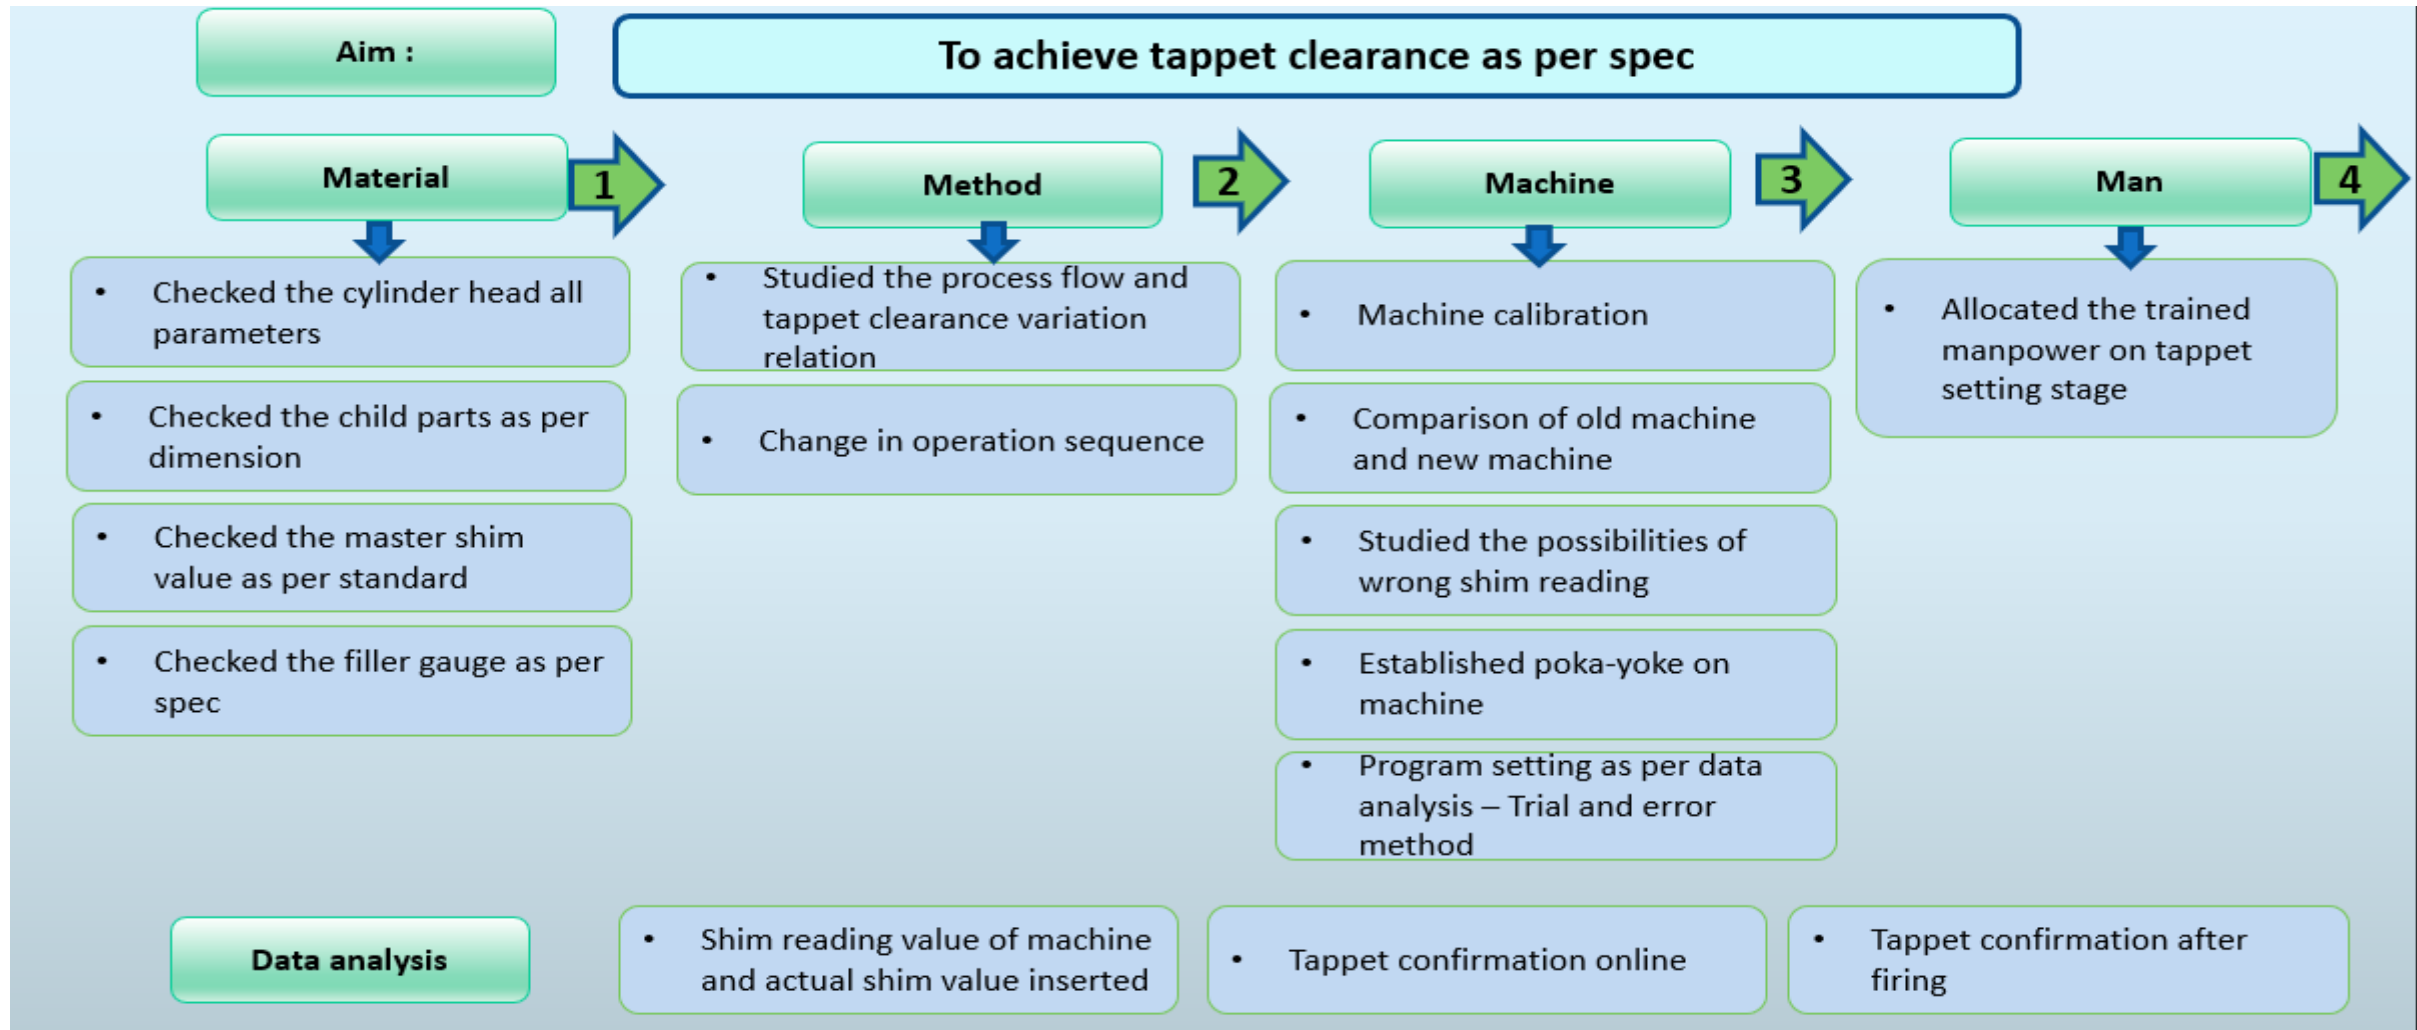 Aim :
To achieve tappet clearance as per spec
Material
1
Method
2
Machine
3
Man
4
• Checked the cylinder head all
parameters
• Checked the child parts as per
dimension
• Checked the master shim
value as per standard
• Checked the filler gauge as per
spec
• Studied the process flow and
tappet clearance variation
relation
• Change in operation sequence
• Machine calibration
• Comparison of old machine
and new machine
• Studied the possibilities of
wrong shim reading
• Established poka-yoke on
machine
• Program setting as per data
analysis – Trial and error
method
• Allocated the trained
manpower on tappet
setting stage
Data analysis
• Shim reading value of machine
and actual shim value inserted
• Tappet confirmation online
• Tappet confirmation after
firing